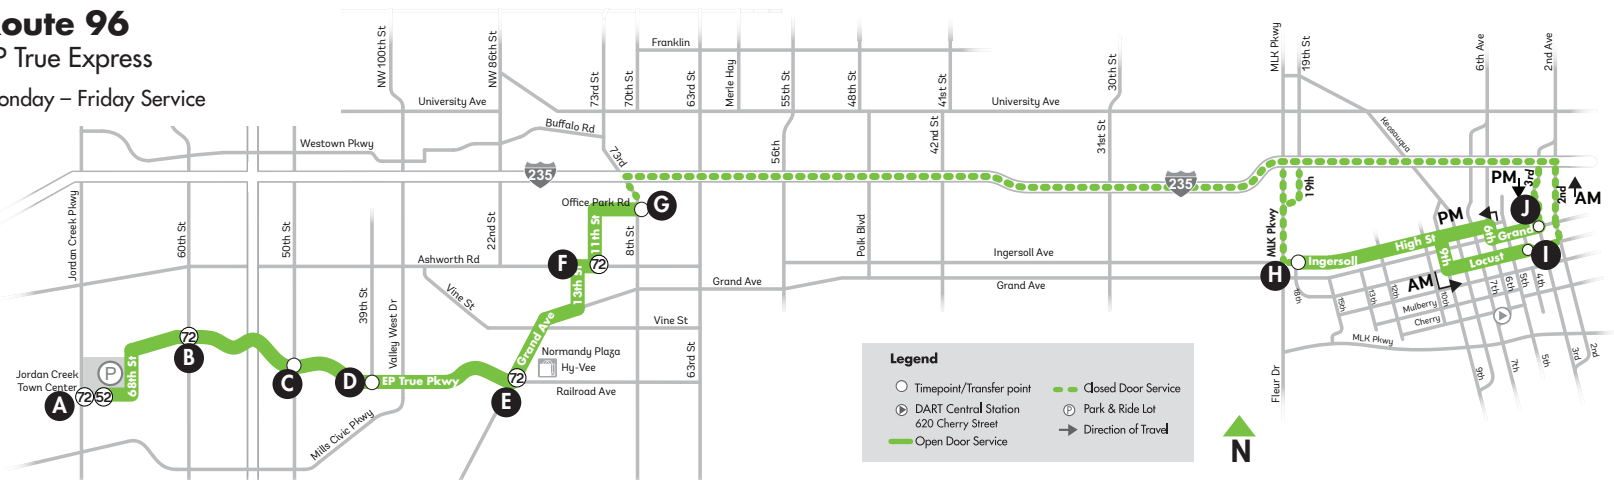 oute 96
P True Express
onday – Friday Service
NW 100th St
NW 86th St
73rd St
70th St
Franklin
63rd St
Merle Hay
55th St
48th St
41st St
30th St
MLK Pkwy
19th St
6th Ave
2nd Ave
University Ave
University Ave
Buffalo Rd
Westown Pkwy
73rd
56th
42nd St
31st St
Keosauqua
235
235
Jordan Creek Pkwy
60th St
50th St
22nd St
Office Park Rd
G
11th St
8th St
Polk Blvd
MLK Pkwy
19th
PM
3rd
2nd
AM
J
PM
6th
Grand
High St
9th
Locust
I
Ingersoll
H
AM
Ashworth Rd
F
72
13th St
Ingersoll Ave
Grand Ave
Grand Ave
Vine St
Vine St
39th St
Valley West Dr
Grand Ave
18th
15th
13th
12th
10th
7th
6th
5th
4th
Mulberry
Cherry
MLK Pkwy
9th
7th
5th
3rd
2nd
72
B
Jordan Creek
Town Center
P
68th St
A
72
52
C
D
EP True Pkwy
72
E
Normandy Plaza
Hy-Vee
Railroad Ave
63rd St
Mills Civic Pkwy
Fleur Dr
Legend
Timepoint/Transfer point
DART Central Station
620 Cherry Street
Open Door Service
Closed Door Service
P
Park & Ride Lot
Direction of Travel
N